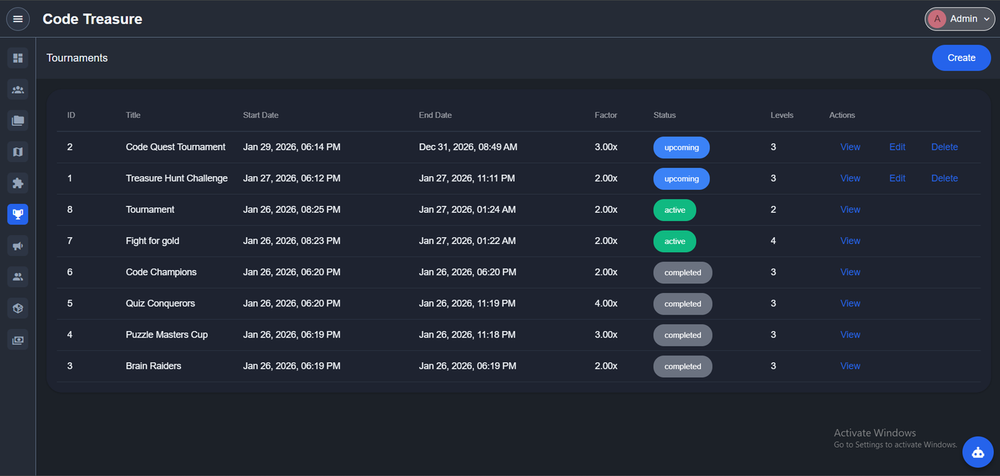 Code Treasure
A Admin
Tournaments
Create
ID Title Start Date End Date Factor Status Levels Actions
2 Code Quest Tournament Jan 29, 2026, 06:14 PM Dec 31, 2026, 08:49 AM 3.00x upcoming 3 View Edit Delete
1 Treasure Hunt Challenge Jan 27, 2026, 06:12 PM Jan 27, 2026, 11:11 PM 2.00x upcoming 3 View Edit Delete
8 Tournament Jan 26, 2026, 08:25 PM Jan 27, 2026, 01:24 AM 2.00x active 2 View
7 Fight for gold Jan 26, 2026, 08:23 PM Jan 27, 2026, 01:22 AM 2.00x active 4 View
6 Code Champions Jan 26, 2026, 06:20 PM Jan 26, 2026, 06:20 PM 2.00x completed 3 View
5 Quiz Conquerors Jan 26, 2026, 06:20 PM Jan 26, 2026, 11:19 PM 4.00x completed 3 View
4 Puzzle Masters Cup Jan 26, 2026, 06:19 PM Jan 26, 2026, 11:18 PM 3.00x completed 3 View
3 Brain Raiders Jan 26, 2026, 06:19 PM Jan 26, 2026, 06:19 PM 2.00x completed 3 View
Activate Windows
Go to Settings to activate Windows.